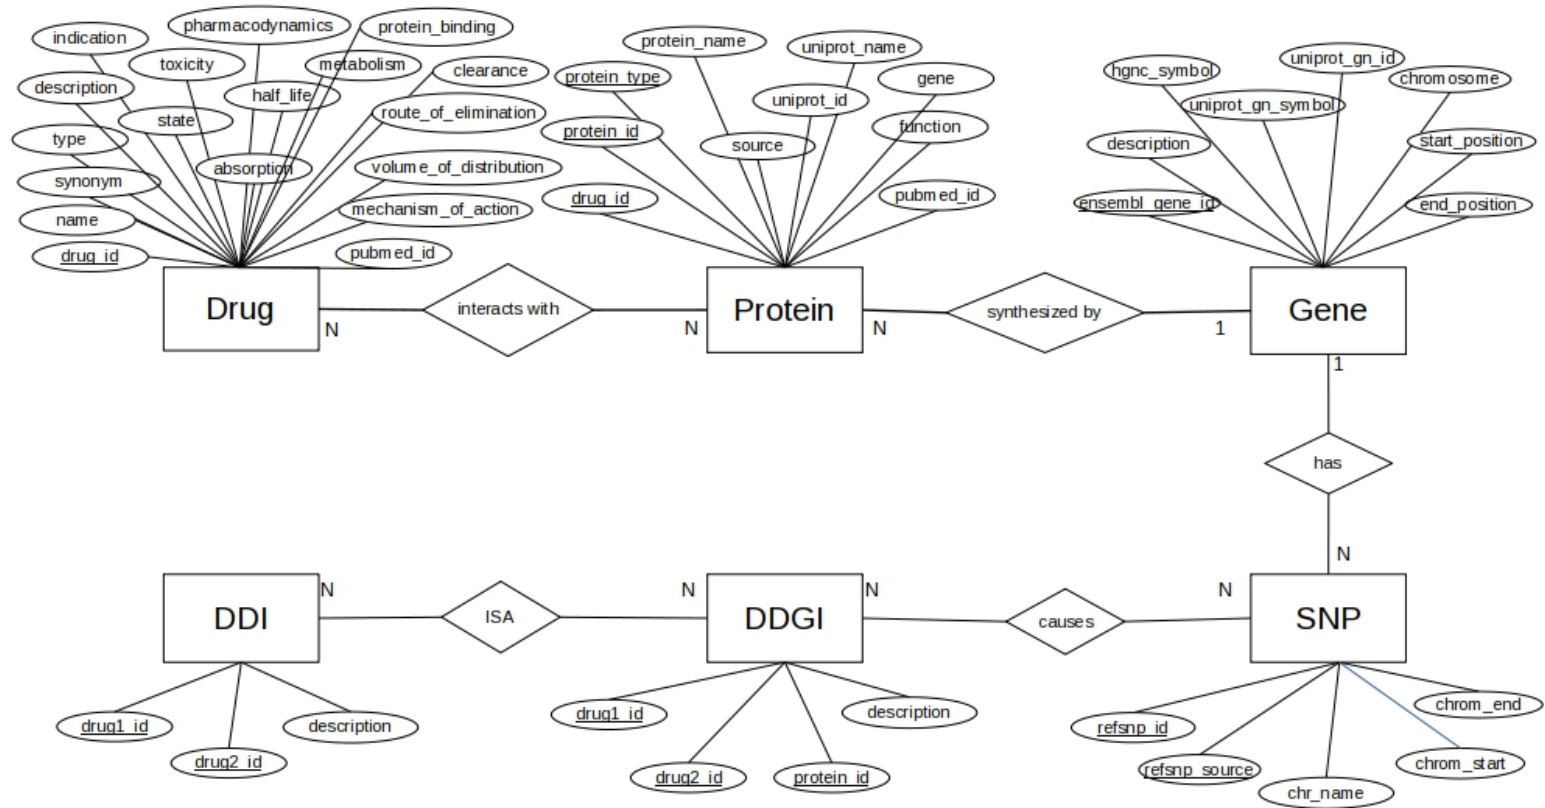 indication
pharmacodynamics
protein_binding
toxicity
metabolism
clearance
description
half_life
state
route_of_elimination
type
absorption
volume_of_distribution
synonym
mechanism_of_action
name
drug_id
pubmed_id
Drug
N
interacts with
protein_name
uniprot_name
protein_type
gene
uniprot_id
protein_id
function
source
drug_id
pubmed_id
N
Protein
N
synthesized by
hgnc_symbol
uniprot_gn_id
chromosome
uniprot_gn_symbol
description
start_position
ensembl_gene_id
end_position
1
Gene
1
has
N
DDI
N
ISA
N
DDGI
N
causes
N
SNP
drug1_id
drug2_id
description
drug1_id
drug2_id
protein_id
description
refsnp_id
refsnp_source
chr_name
chrom_start
chrom_end